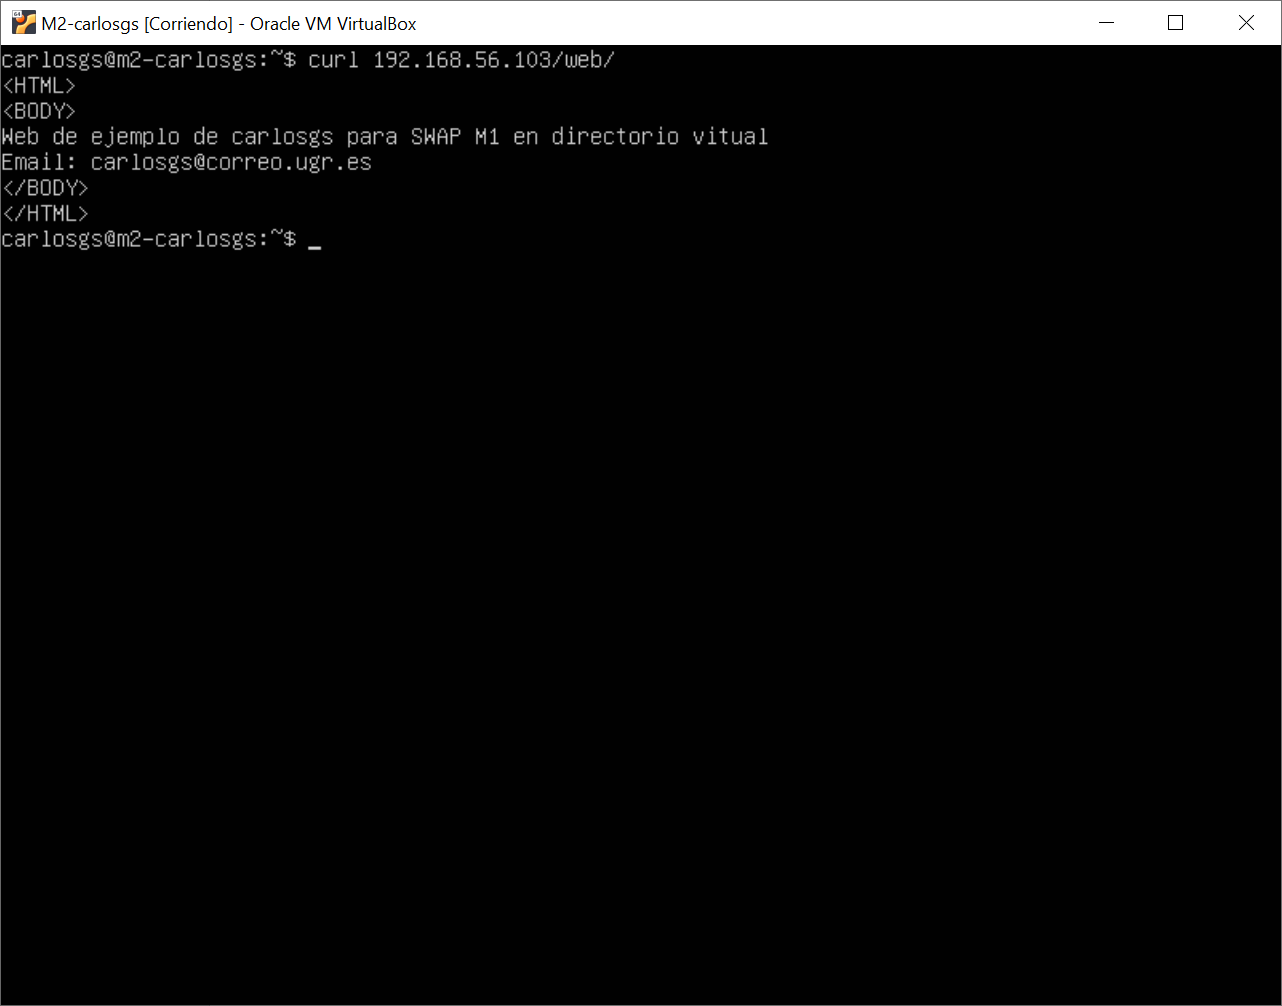 M2-carlosgs [Corriendo] - Oracle VM VirtualBox
carlosgs@m2-carlosgs:~$ curl 192.168.56.103/web/
<HTML>
<BODY>
Web de ejemplo de carlosgs para SWAP M1 en directorio vitual
Email: carlosgs@correo.ugr.es
</BODY>
</HTML>
carlosgs@m2-carlosgs:~$ _